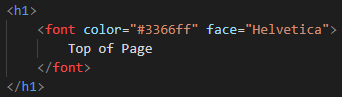 <h1>
<font color="#3366ff" face="Helvetica">
Top of Page
</font>
</h1>